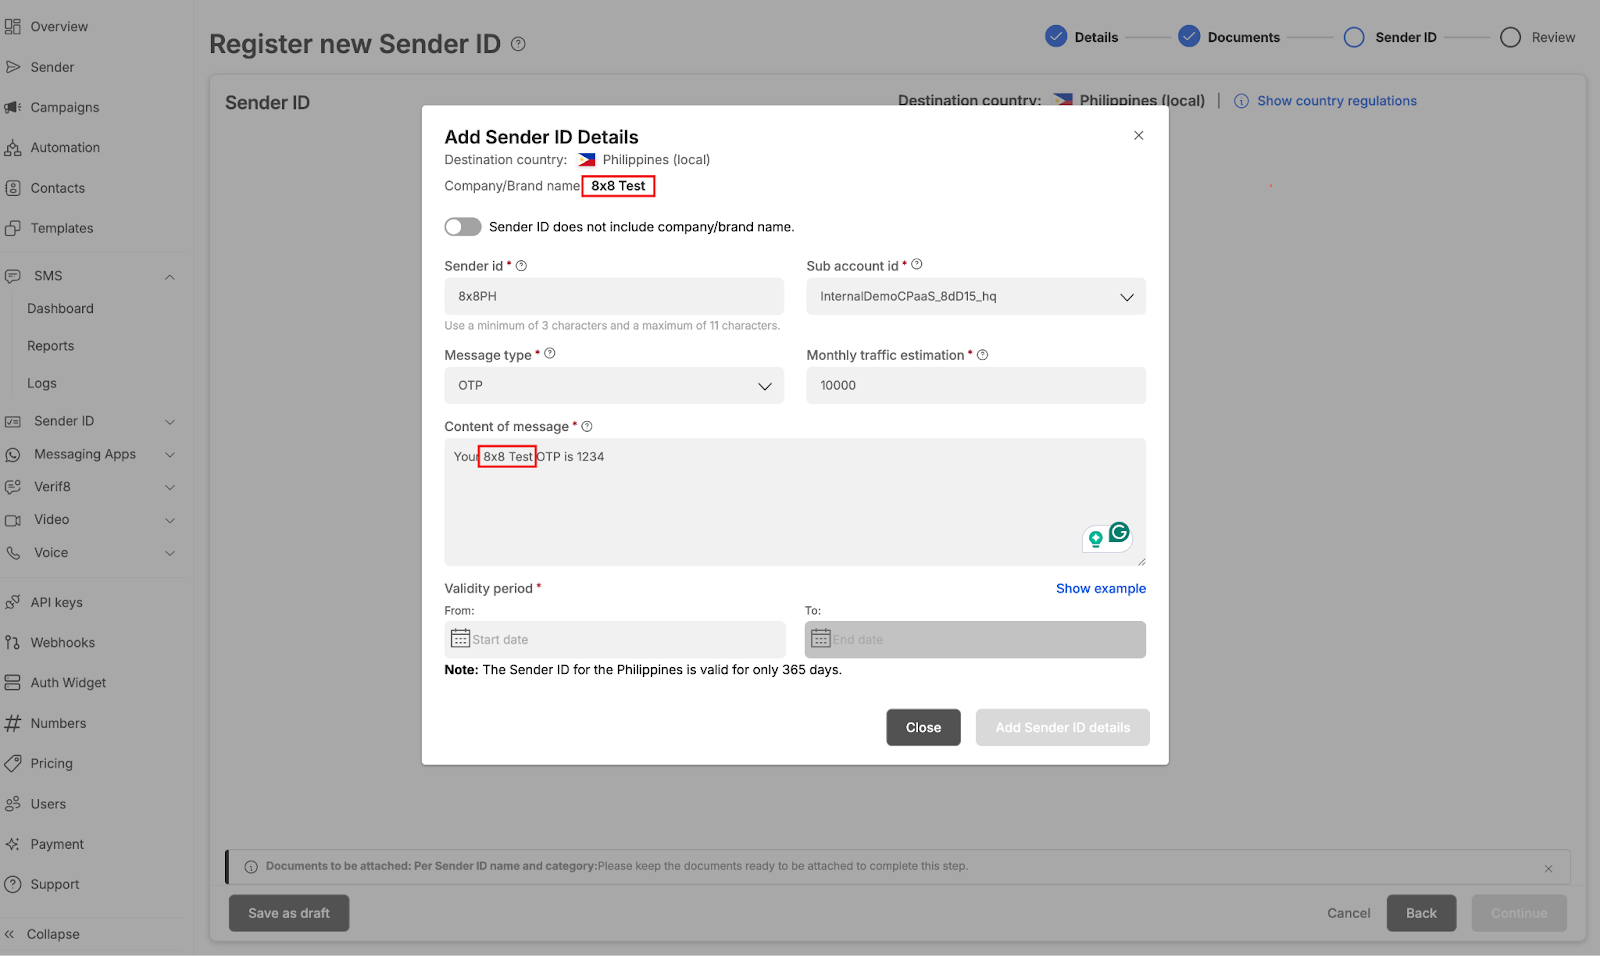 Overview
Sender
Campaigns
Automation
Contacts
Templates
SMS
Dashboard
Reports
Logs
Sender ID
Messaging Apps
Verif8
Video
Voice
API keys
Webhooks
Auth Widget
Numbers
Pricing
Users
Payment
Support
Collapse
Register new Sender ID
Details
Documents
Sender ID
Review
Sender ID
Destination country: Philippines (local) | Show country regulations
Add Sender ID Details
Destination country: Philippines (local)
Company/Brand name 8x8 Test
Sender ID does not include company/brand name.
Sender id *
Sub account id *
8x8PH
InternalDemoCPaaS_8dD15_hq
Use a minimum of 3 characters and a maximum of 11 characters.
Message type *
Monthly traffic estimation *
OTP
10000
Content of message *
Your 8x8 Test OTP is 1234
Validity period *
Show example
From:
To:
Start date
End date
Note: The Sender ID for the Philippines is valid for only 365 days.
Close
Add Sender ID details
Documents to be attached: Per Sender ID name and category:Please keep the documents ready to be attached to complete this step.
Save as draft
Cancel
Back
Continue